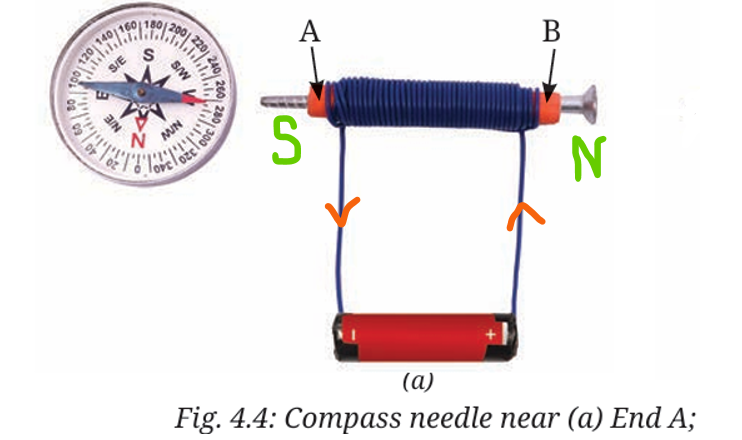 A B
120 140 160 180 200 220 240 260 280 300 320 340 0 20 40 60 80 100
S S/W W N/W N N/E E S/E
S N
- +
(a)
Fig. 4.4: Compass needle near (a) End A;